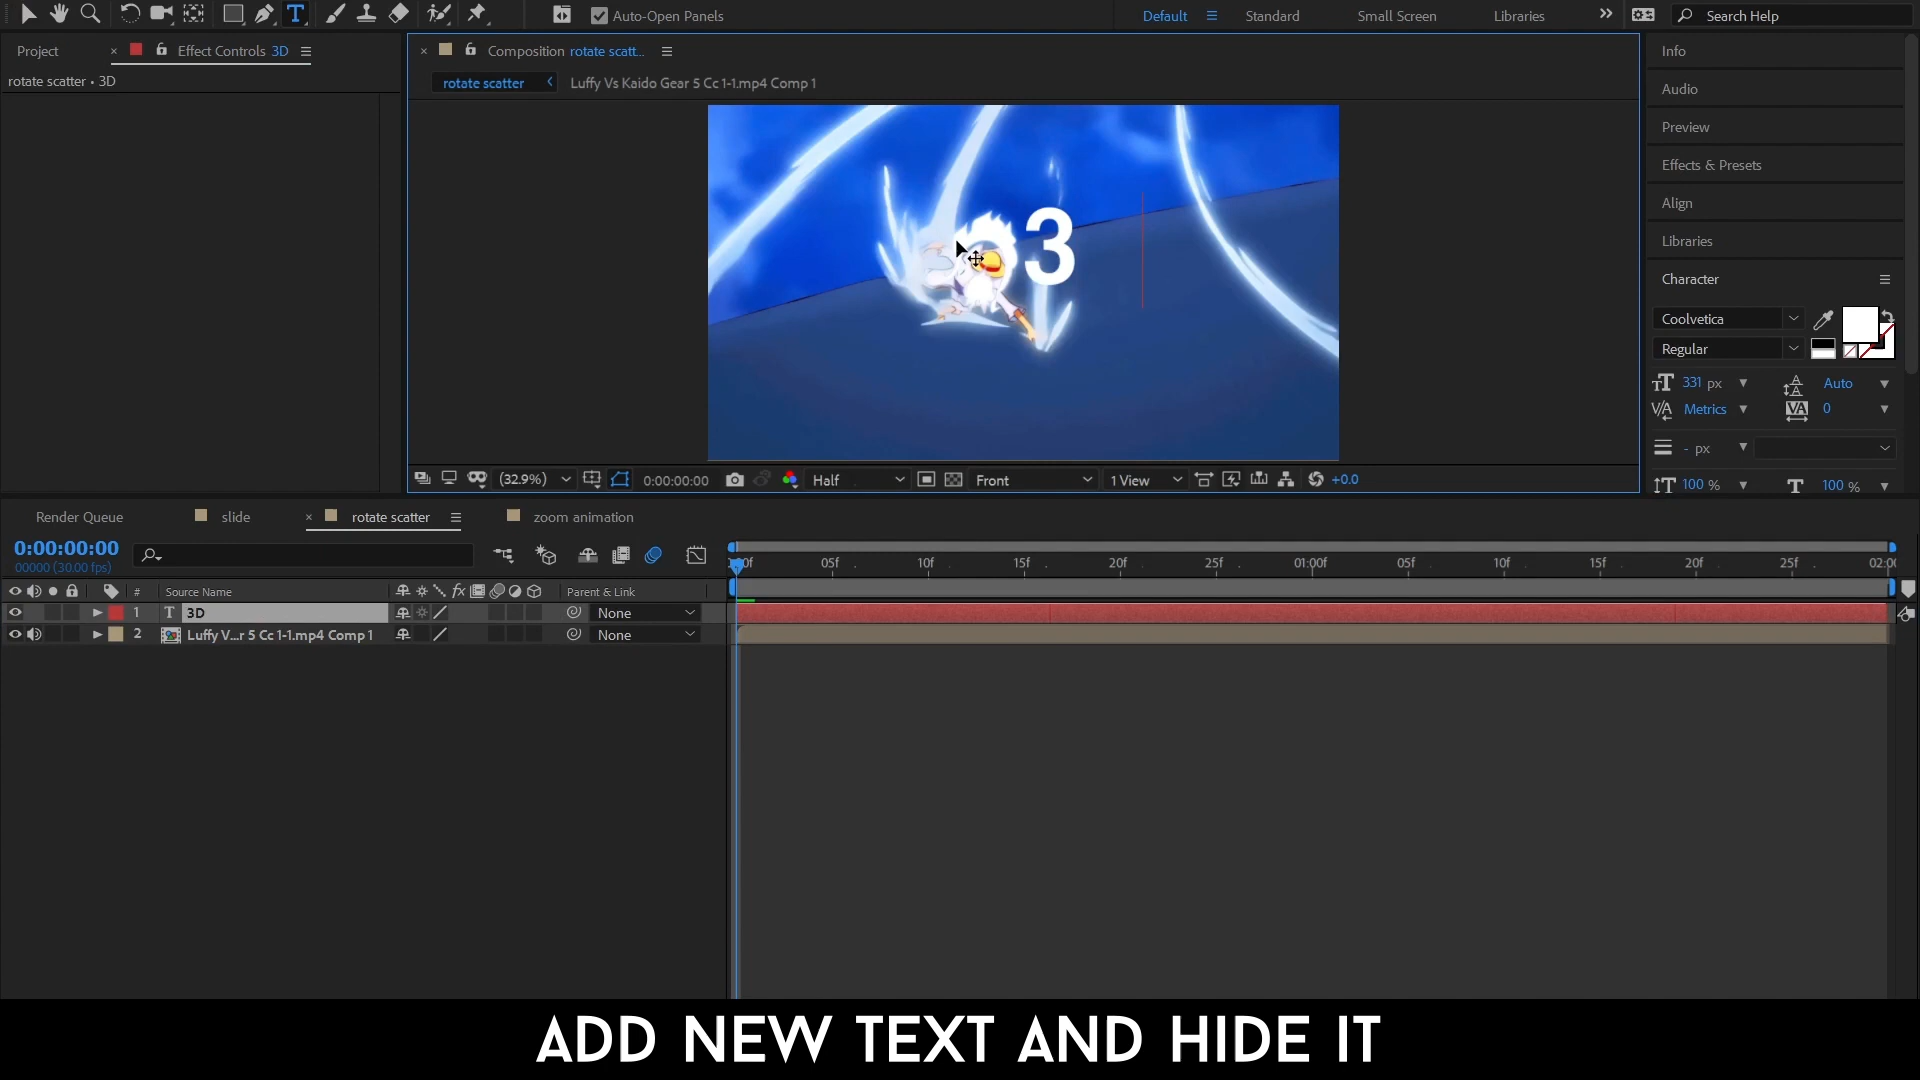 T Auto-Open Panels Default Standard Small Screen Libraries Search Help
Project Effect Controls 3D
rotate scatter • 3D
Composition rotate scatt...
rotate scatter Luffy Vs Kaido Gear 5 Cc 1-1.mp4 Comp 1
3
(32.9%) 0:00:00:00 Half Front 1 View +0.0
Info
Audio
Preview
Effects & Presets
Align
Libraries
Character
Coolvetica
Regular
331 px Auto
Metrics 0
- px
100 % 100 %
Render Queue slide rotate scatter zoom animation
0:00:00:00
00000 (30.00 fps)
05f 10f 15f 20f 25f 01:00f 05f 10f 15f 20f 25f 02:00
# Source Name fx Parent & Link
1 T 3D None
2 Luffy V...r 5 Cc 1-1.mp4 Comp 1 None
ADD NEW TEXT AND HIDE IT